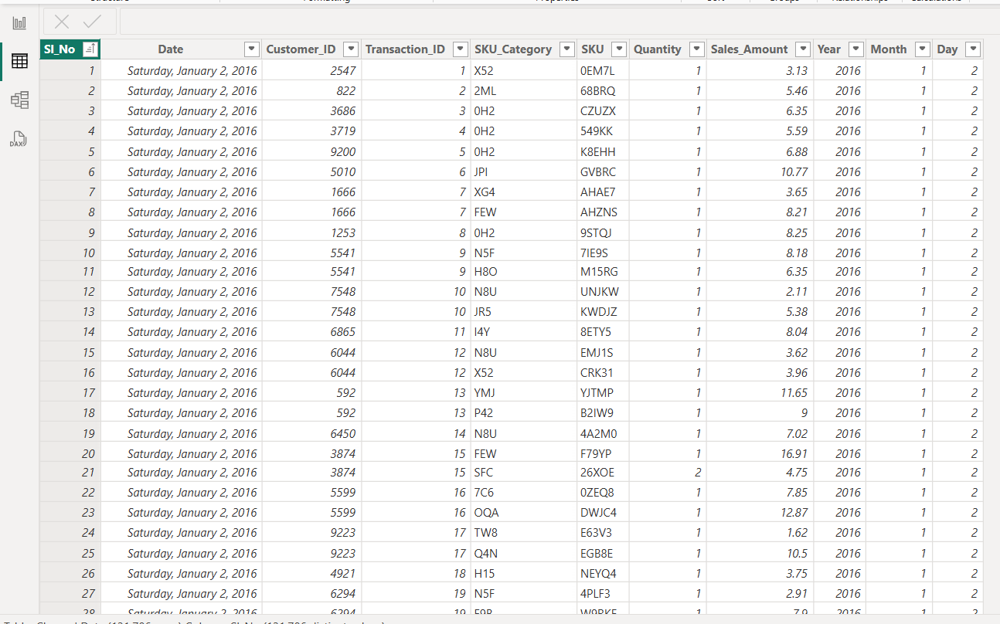 Structure Formatting Properties Sort Groups Relationships Calculations
Sl_No Date Customer_ID Transaction_ID SKU_Category SKU Quantity Sales_Amount Year Month Day
1 Saturday, January 2, 2016 2547 1 X52 0EM7L 1 3.13 2016 1 2
2 Saturday, January 2, 2016 822 2 2ML 68BRQ 1 5.46 2016 1 2
3 Saturday, January 2, 2016 3686 3 0H2 CZUZX 1 6.35 2016 1 2
4 Saturday, January 2, 2016 3719 4 0H2 549KK 1 5.59 2016 1 2
5 Saturday, January 2, 2016 9200 5 0H2 K8EHH 1 6.88 2016 1 2
6 Saturday, January 2, 2016 5010 6 JPI GVBRC 1 10.77 2016 1 2
7 Saturday, January 2, 2016 1666 7 XG4 AHAE7 1 3.65 2016 1 2
8 Saturday, January 2, 2016 1666 7 FEW AHZNS 1 8.21 2016 1 2
9 Saturday, January 2, 2016 1253 8 0H2 9STQJ 1 8.25 2016 1 2
DAX
10 Saturday, January 2, 2016 5541 9 N5F 7IE9S 1 8.18 2016 1 2
11 Saturday, January 2, 2016 5541 9 H8O M15RG 1 6.35 2016 1 2
12 Saturday, January 2, 2016 7548 10 N8U UNJKW 1 2.11 2016 1 2
13 Saturday, January 2, 2016 7548 10 JR5 KWDJZ 1 5.38 2016 1 2
14 Saturday, January 2, 2016 6865 11 I4Y 8ETY5 1 8.04 2016 1 2
15 Saturday, January 2, 2016 6044 12 N8U EMJ1S 1 3.62 2016 1 2
16 Saturday, January 2, 2016 6044 12 X52 CRK31 1 3.96 2016 1 2
17 Saturday, January 2, 2016 592 13 YMJ YJTMP 1 11.65 2016 1 2
18 Saturday, January 2, 2016 592 13 P42 B2IW9 1 9 2016 1 2
19 Saturday, January 2, 2016 6450 14 N8U 4A2M0 1 7.02 2016 1 2
20 Saturday, January 2, 2016 3874 15 FEW F79YP 1 16.91 2016 1 2
21 Saturday, January 2, 2016 3874 15 SFC 26XOE 2 4.75 2016 1 2
22 Saturday, January 2, 2016 5599 16 7C6 0ZEQ8 1 7.85 2016 1 2
23 Saturday, January 2, 2016 5599 16 OQA DWJC4 1 12.87 2016 1 2
24 Saturday, January 2, 2016 9223 17 TW8 E63V3 1 1.62 2016 1 2
25 Saturday, January 2, 2016 9223 17 Q4N EGB8E 1 10.5 2016 1 2
26 Saturday, January 2, 2016 4921 18 H15 NEYQ4 1 3.75 2016 1 2
27 Saturday, January 2, 2016 6294 19 N5F 4PLF3 1 2.91 2016 1 2
28 Saturday, January 2, 2016 6294 19 1 7.9 2016 1 2